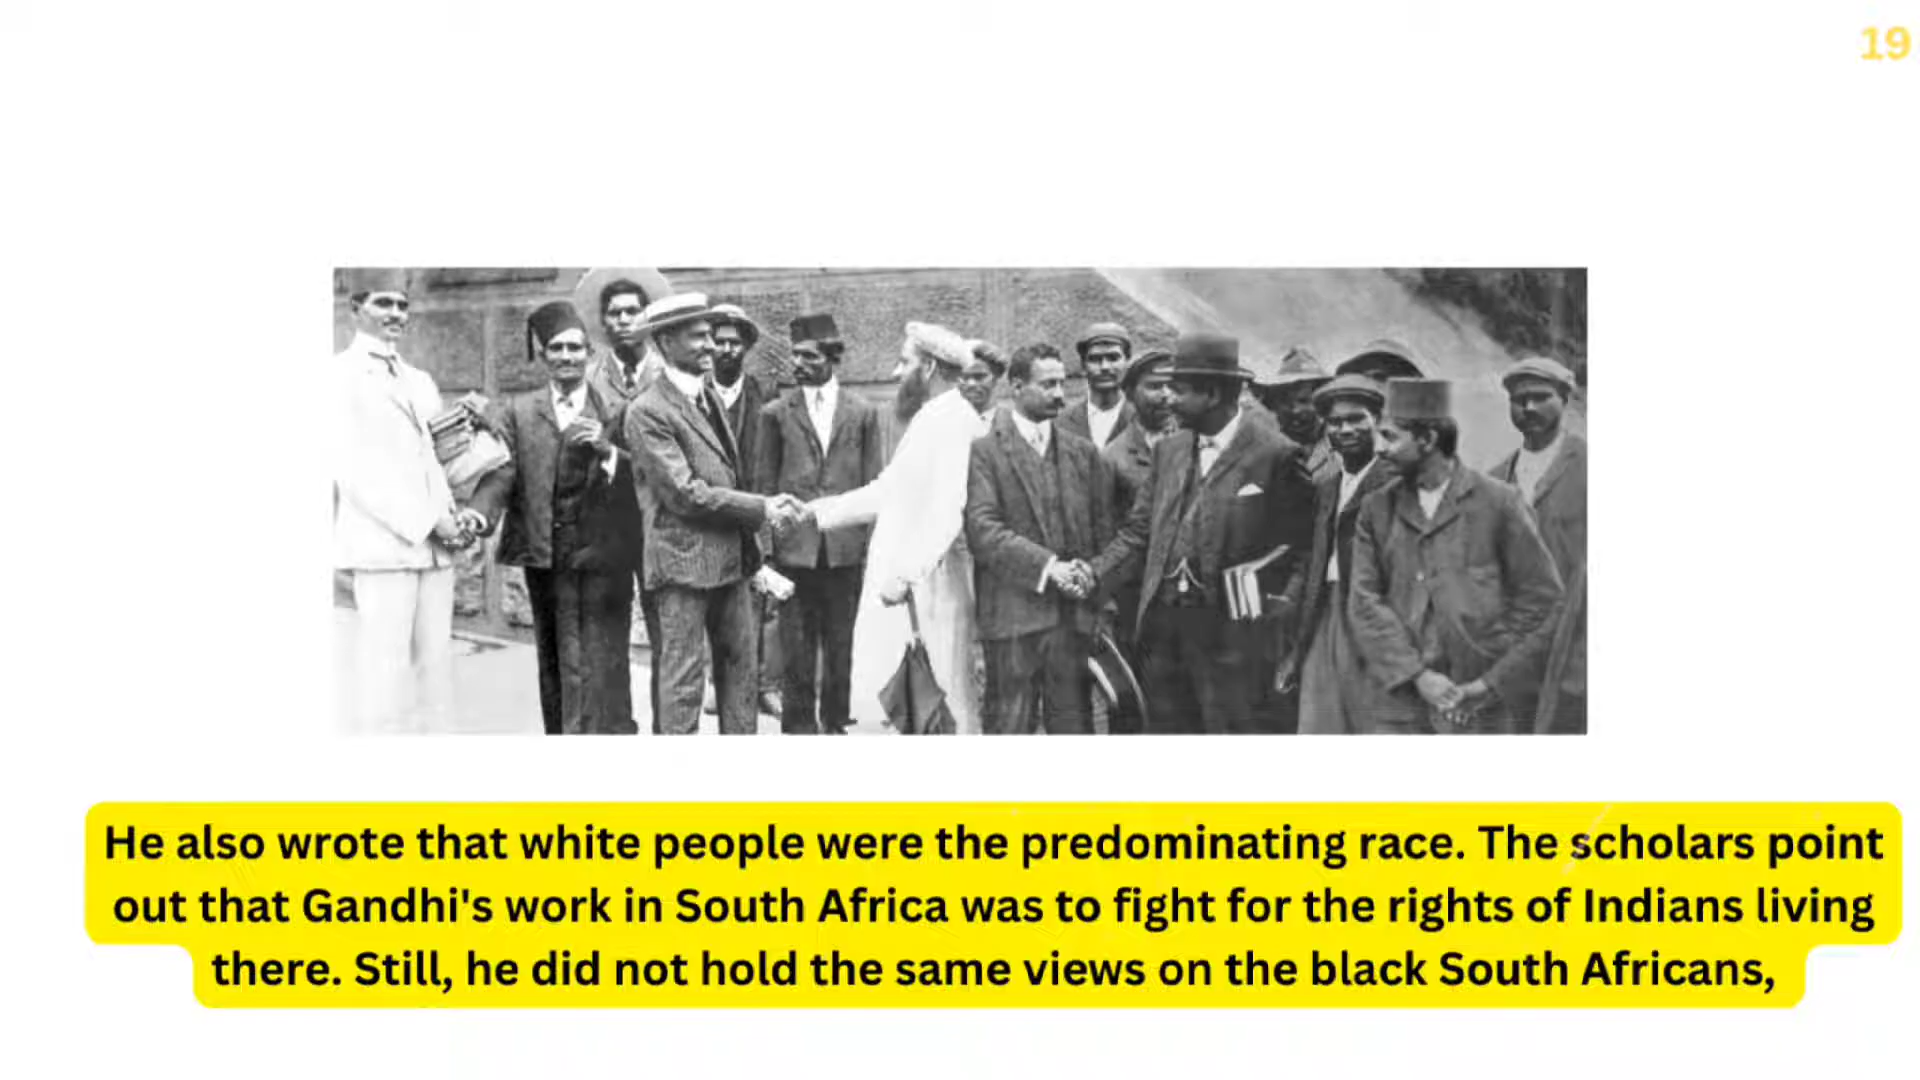 19
He also wrote that white people were the predominating race. The scholars point
out that Gandhi's work in South Africa was to fight for the rights of Indians living
there. Still, he did not hold the same views on the black South Africans,